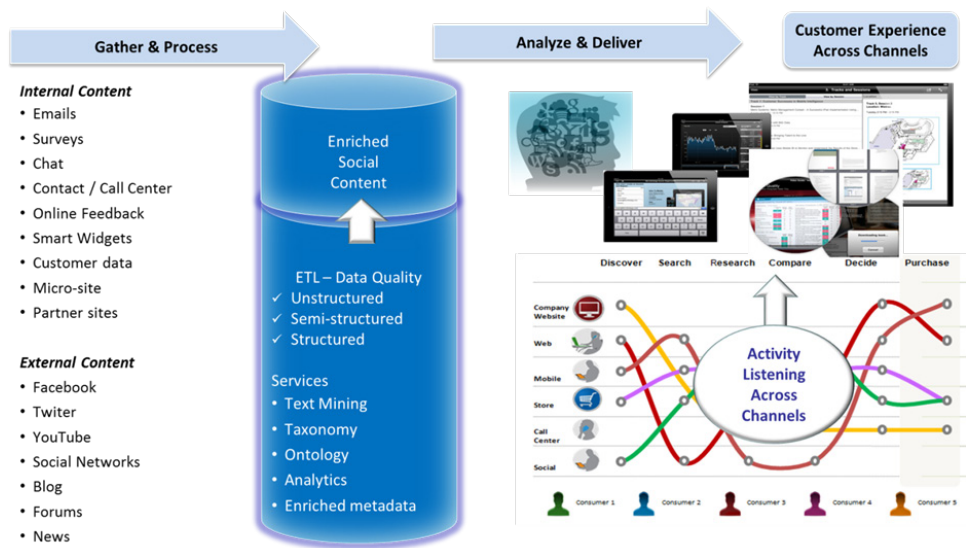 Gather & Process
Analyze & Deliver
Customer Experience
Across Channels
Internal Content
• Emails
• Surveys
• Chat
• Contact / Call Center
• Online Feedback
• Smart Widgets
• Customer data
• Micro-site
• Partner sites
External Content
• Facebook
• Twiter
• YouTube
• Social Networks
• Blog
• Forums
• News
Enriched
Social
Content
ETL – Data Quality
✓ Unstructured
✓ Semi-structured
✓ Structured
Services
• Text Mining
• Taxonomy
• Ontology
• Analytics
• Enriched metadata
Discover Search Research Compare Decide Purchase
Company
Website
Web
Mobile
Store
Call
Center
Social
Activity
Listening
Across
Channels
Consumer 1 Consumer 2 Consumer 3 Consumer 4 Consumer 5